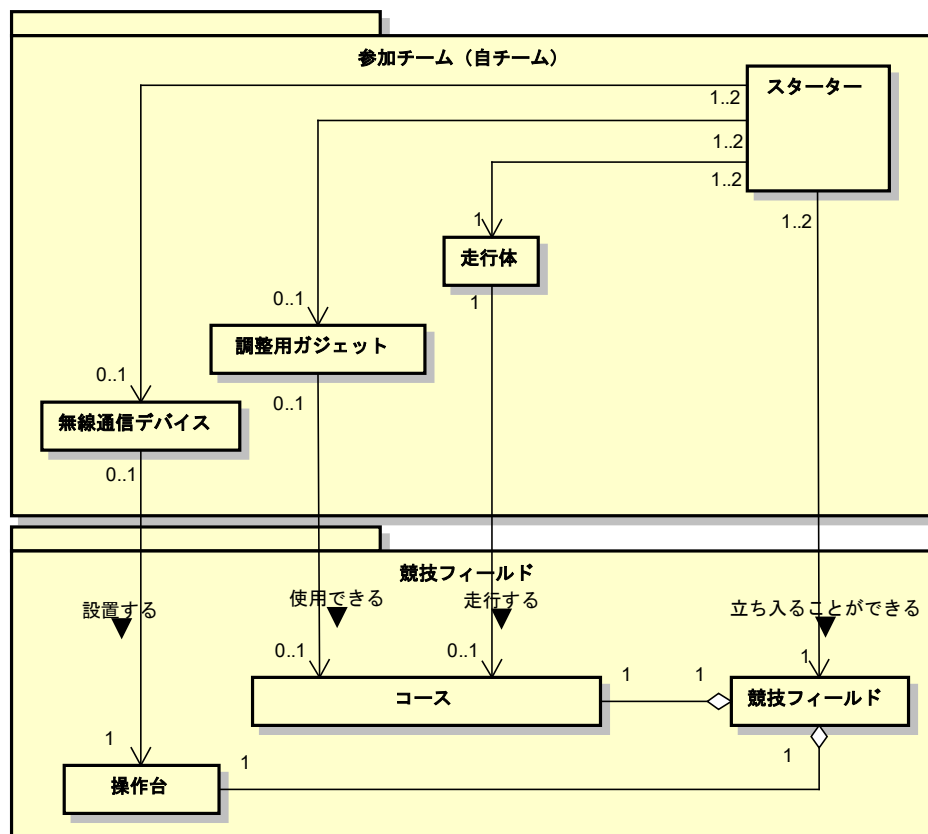 参加チーム（自チーム）
スターター
1..2
1..2
1..2
1..2
1
走行体
1
0..1
調整用ガジェット
0..1
0..1
無線通信デバイス
0..1
競技フィールド
設置する
使用できる
走行する
立ち入ることができる
0..1
0..1
1
1
1
コース
競技フィールド
1
1
1
操作台